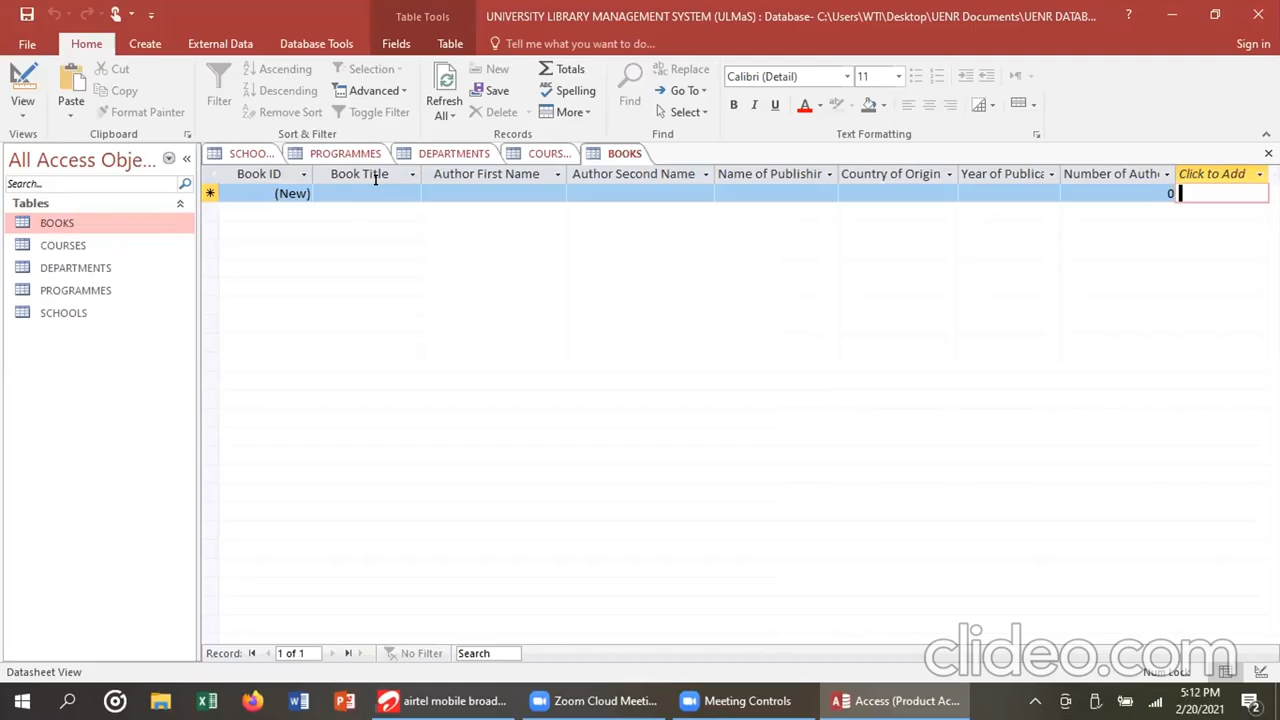 Table Tools
UNIVERSITY LIBRARY MANAGEMENT SYSTEM (ULMaS) : Database- C:\Users\WTI\Desktop\UENR Documents\UENR DATAB...
?
File
Home
Create
External Data
Database Tools
Fields
Table
Tell me what you want to do...
Sign in
View
Paste
Cut
Copy
Format Painter
Filter
Ascending
Descending
Remove Sort
Selection
Advanced
Toggle Filter
Refresh
All
New
Save
Delete
Totals
Spelling
More
Find
Replace
Go To
Select
Calibri (Detail)
11
B I U A
Views
Clipboard
Sort & Filter
Records
Find
Text Formatting
All Access Obje...
Search...
Tables
BOOKS
COURSES
DEPARTMENTS
PROGRAMMES
SCHOOLS
SCHOO...
PROGRAMMES
DEPARTMENTS
COURS...
BOOKS
Book ID
Book Title
Author First Name
Author Second Name
Name of Publishir
Country of Origin
Year of Publica
Number of Autho
Click to Add
(New)
0
Record:
1 of 1
No Filter
Search
clideo.com
Datasheet View
Num Lock
airtel mobile broad...
Zoom Cloud Meeti...
Meeting Controls
Access (Product Ac...
5:12 PM
2/20/2021
2